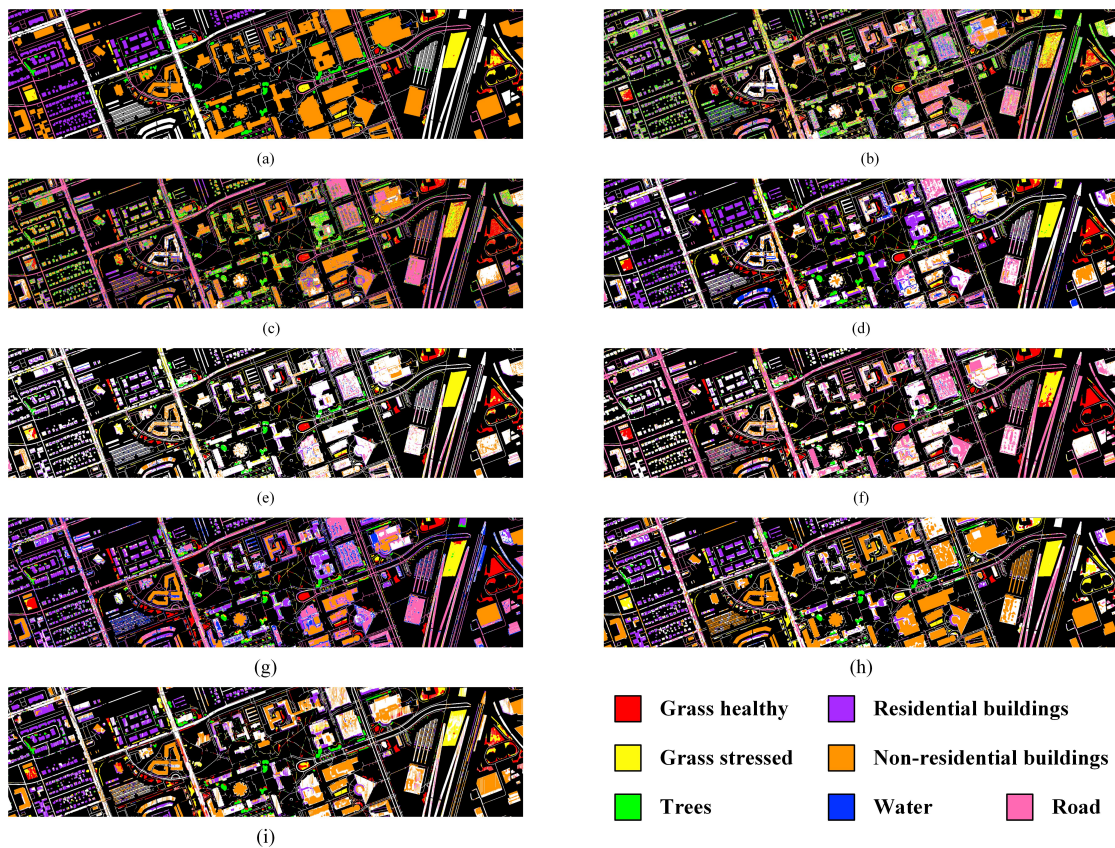 (a)
(b)
(c)
(d)
(e)
(f)
(g)
(h)
(i)
Grass healthy
Residential buildings
Grass stressed
Non-residential buildings
Trees
Water
Road